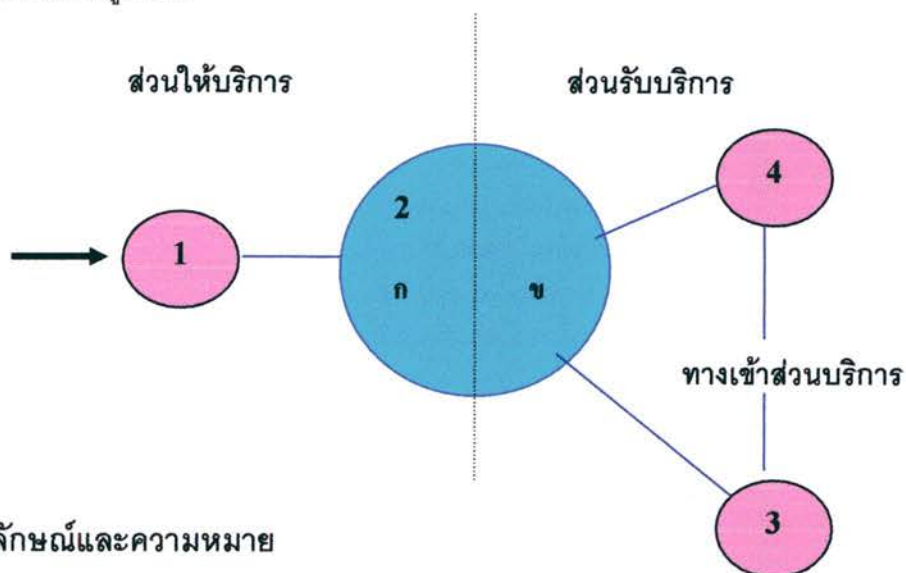 ส่วนให้บริการ
ส่วนรับบริการ
4
2
1
ก
ข
ทางเข้าส่วนบริการ
3
ลักษณ์และความหมาย